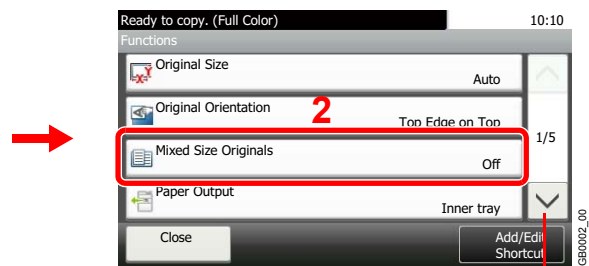 Ready to copy. (Full Color) 10:10
Functions
Original Size
Auto
Original Orientation
2
Top Edge on Top
1/5
Mixed Size Originals
Off
Paper Output
Inner tray
Close
Add/Edit
Shortcut
GB0002_00